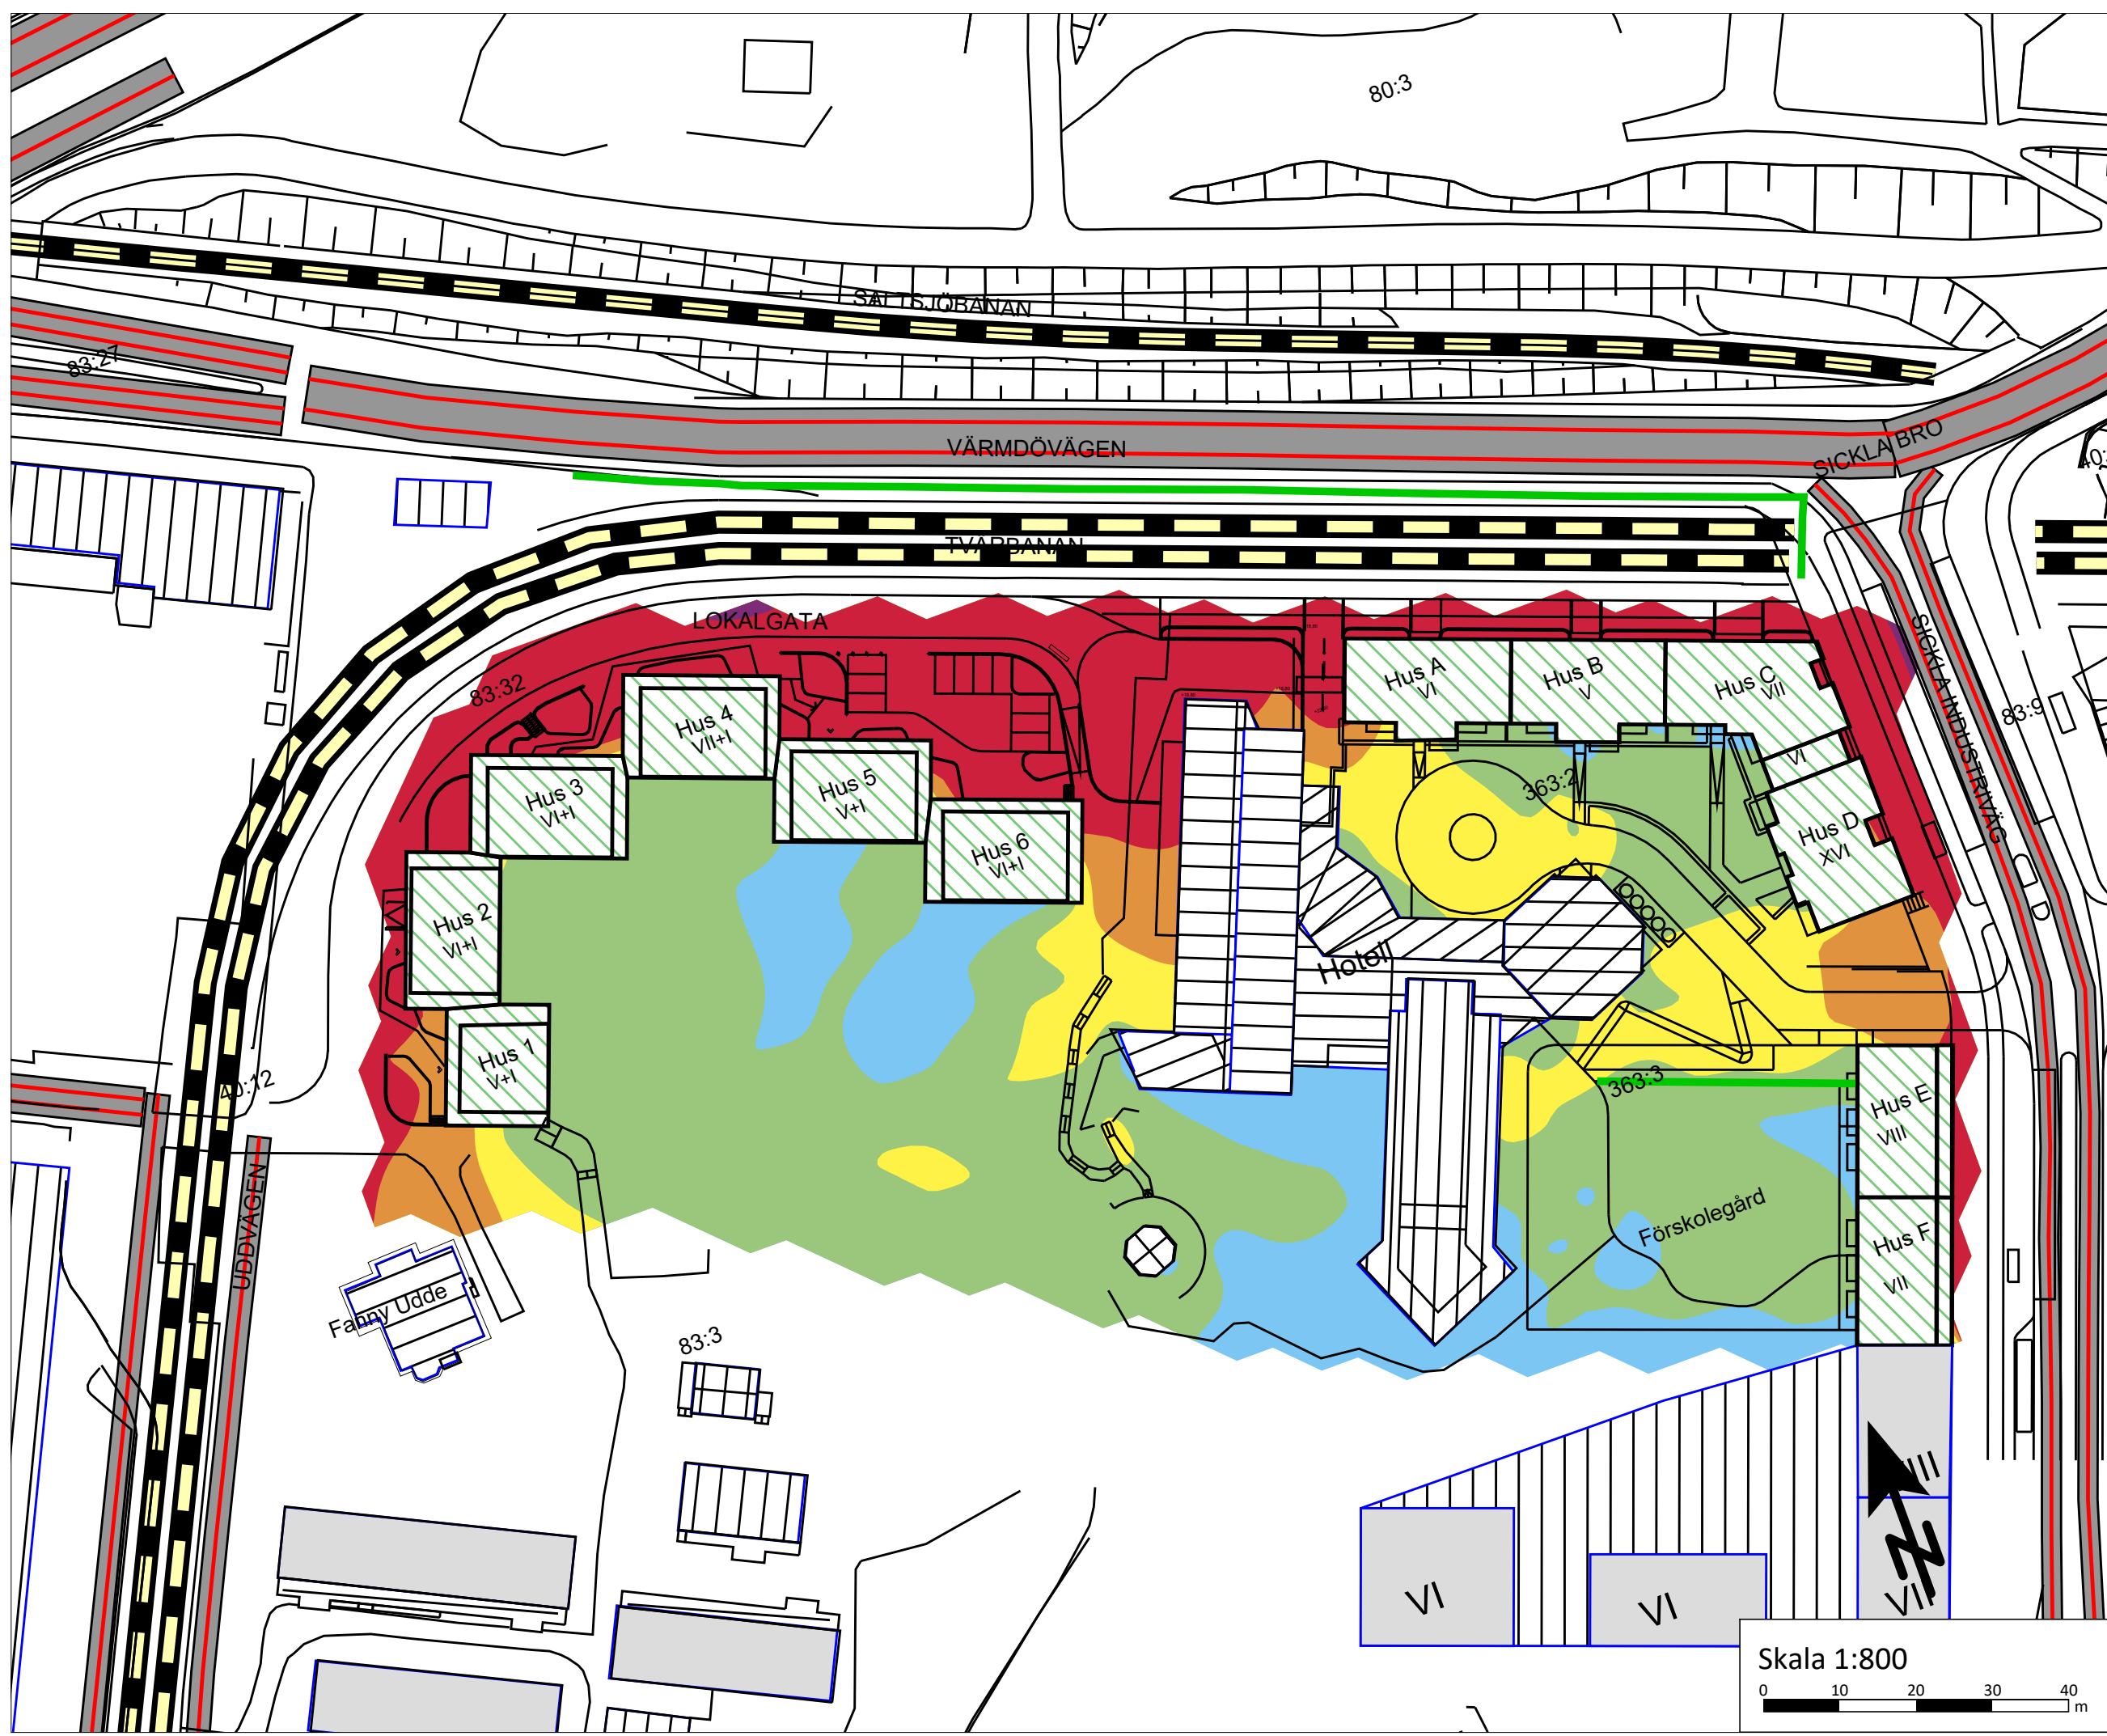 80:3
SALTSJÖBANAN
83:27
VÄRMDÖVÄGEN
SICKLA BRO
40:
TVÄRBANAN
LOKALGATA
83:32
Hus 4
VII+I
Hus 3
VI+I
Hus 5
V+I
Hus 6
VI+I
Hus 2
VI+I
Hus 1
V+I
Hus A
VI
Hus B
V
Hus C
VII
VI
Hus D
XVI
363:2
SICKLA INDUSTRIVÄG
83:9
Hotell
363:3
Hus E
VIII
Hus F
VII
Förskolegård
40:12
UDDVÄGEN
Fanny Udde
83:3
VI
VI
VII
N
Skala 1:800
0 10 20 30 40
m